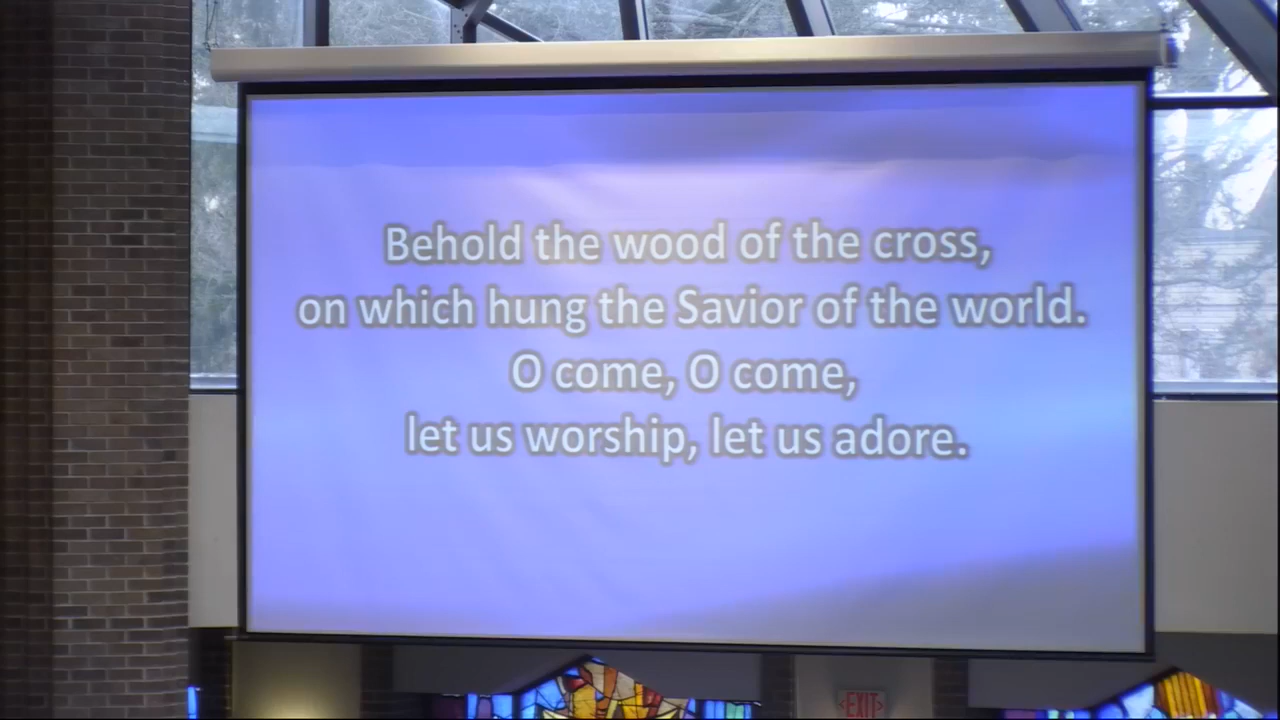 Behold the wood of the cross,
on which hung the Savior of the world.
O come, O come,
let us worship, let us adore.
EXIT